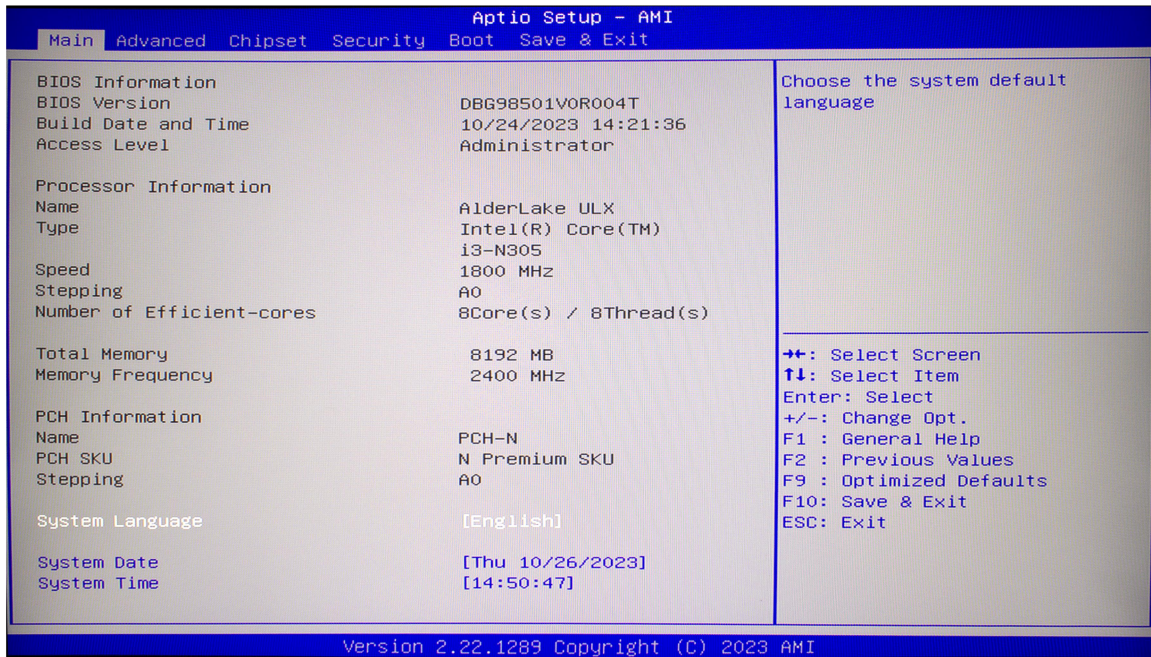 Aptio Setup – AMI
Main Advanced Chipset Security Boot Save & Exit
BIOS Information
BIOS Version DBG98501V0R004T
Build Date and Time 10/24/2023 14:21:36
Access Level Administrator
Processor Information
Name AlderLake ULX
Type Intel(R) Core(TM)
i3-N305
Speed 1800 MHz
Stepping A0
Number of Efficient-cores 8Core(s) / 8Thread(s)
Total Memory 8192 MB
Memory Frequency 2400 MHz
PCH Information
Name PCH-N
PCH SKU N Premium SKU
Stepping A0
System Language [English]
System Date [Thu 10/26/2023]
System Time [14:50:47]
Choose the system default
language
→←: Select Screen
↑↓: Select Item
Enter: Select
+/-: Change Opt.
F1 : General Help
F2 : Previous Values
F9 : Optimized Defaults
F10: Save & Exit
ESC: Exit
Version 2.22.1289 Copyright (C) 2023 AMI